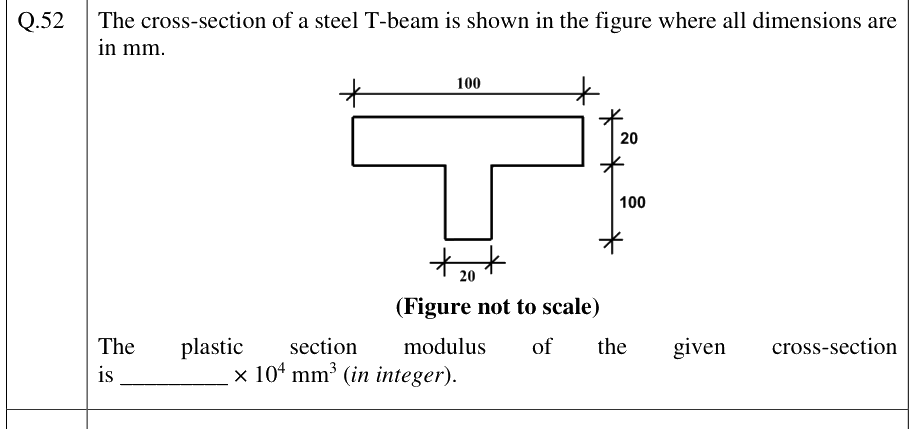 Q.52 The cross-section of a steel T-beam is shown in the figure where all dimensions are
in mm.
100
20
100
20
(Figure not to scale)
The plastic section modulus of the given cross-section
is _________ × 10⁴ mm³ (in integer).